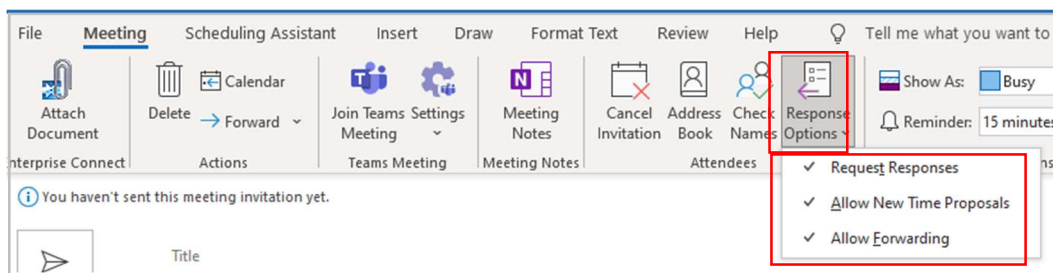 File Meeting Scheduling Assistant Insert Draw Format Text Review Help Tell me what you want to
Calendar
Forward
Attach
Document
Delete
Join Teams
Meeting
Settings
Meeting
Notes
Cancel
Invitation
Address
Book
Check
Names
Response
Options
Show As: Busy
Reminder: 15 minutes
nterprise Connect Actions Teams Meeting Meeting Notes Attendees ns
Request Responses
Allow New Time Proposals
Allow Forwarding
You haven't sent this meeting invitation yet.
Title